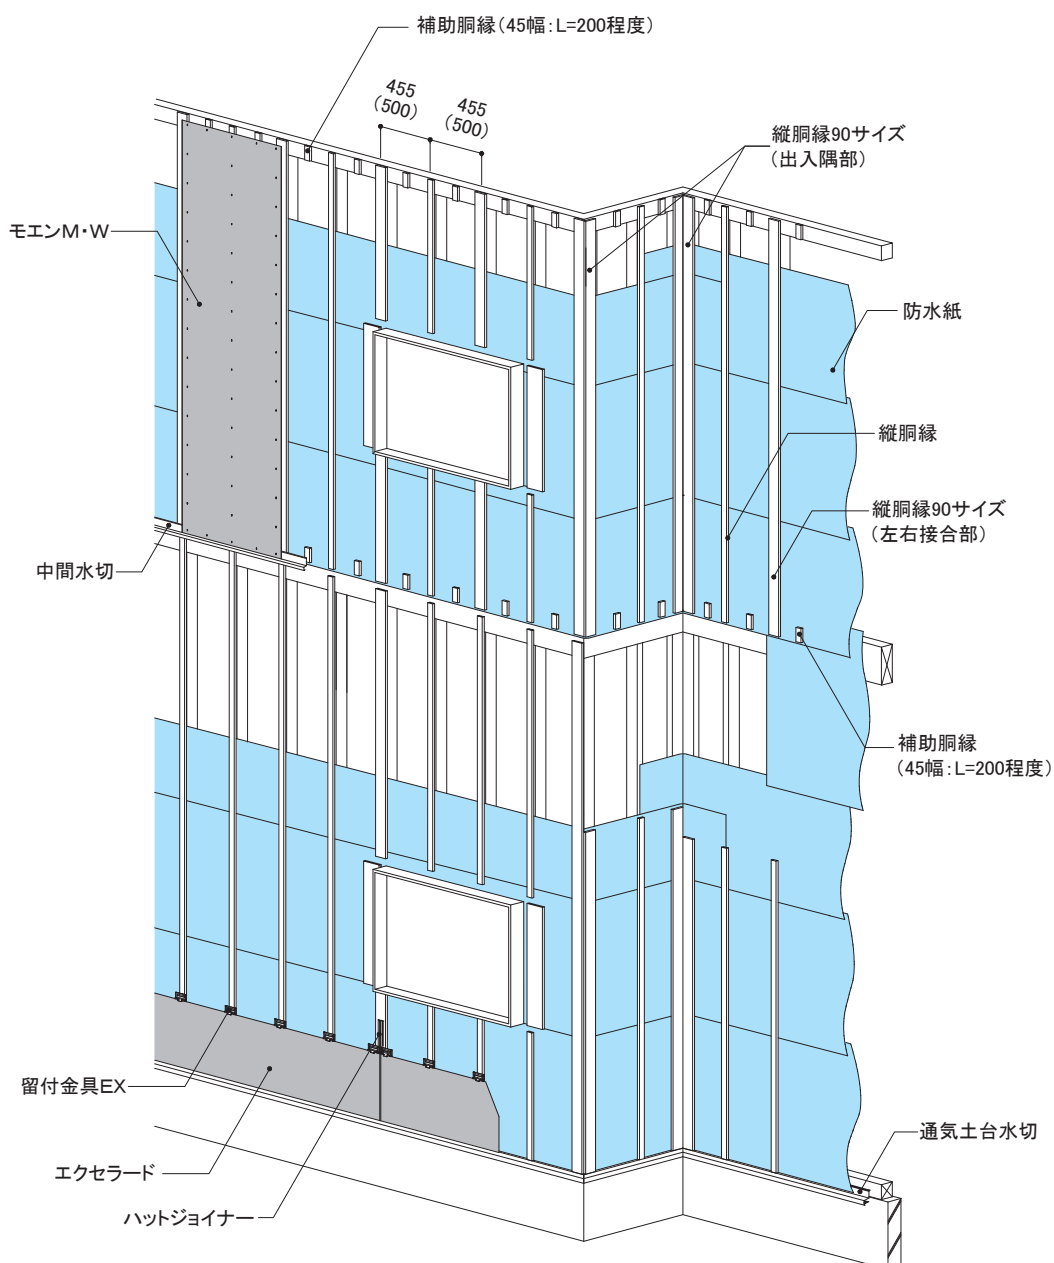 補助胴縁(45幅:L=200程度)
455
(500)
455
(500)
縦胴縁90サイズ
(出入隅部)
モエンM・W
防水紙
縦胴縁
縦胴縁90サイズ
(左右接合部)
中間水切
補助胴縁
(45幅:L=200程度)
留付金具EX
通気土台水切
エクセラード
ハットジョイナー